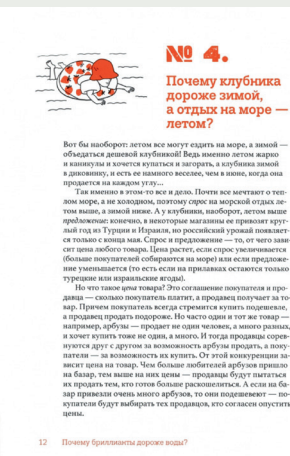 № 4.
Почему клубника
дороже зимой,
а отдых на море —
летом?
Вот бы наоборот: летом все могут ездить на море, а зимой —
объедаться дешевой клубникой! Ведь именно летом жарко
и каникулы и хочется купаться и загорать, а клубника зимой
в диковинку, и есть ее намного веселее, чем в июне, когда она
продается на каждом углу...
Но именно в этом-то все и дело. Почти все мечтают о теп-
лом море, а не холодном, поэтому спрос на морской отдых ле-
том выше, а зимой ниже. А у клубники, наоборот, летом выше
предложение: конечно, в некоторые магазины ее привозят круг-
лый год из Турции и Израиля, но российский урожай появляет-
ся только с конца мая. Спрос и предложение — то, от чего зави-
сит цена любого товара. Цена растет, если спрос увеличивается
(больше покупателей собираются на море) или если предложе-
ние уменьшается (то есть если на прилавках остаются только
турецкие или израильские ягоды).
Но что такое цена товара? Это соглашение покупателя и про-
давца — сколько покупатель платит, а продавец получает за то-
вар. Причем покупатель всегда стремится купить подешевле,
а продавец продать подороже. Но часто один и тот же товар —
например, арбузы — продает не один человек, а много разных,
и хочет купить тоже не один, а много. И тогда продавцы сорев-
нуются друг с другом за возможность арбузы продать, а поку-
патели — за возможность их купить. От этой конкуренции за-
висит цена на товар. Чем больше любителей арбузов пришло
на базар, тем выше на них цены — продавцы будут пытаться
их продать тем, кто готов больше раскошелиться. А если на ба-
зар привезли очень много арбузов, то они подешевеют — по-
купатели будут выбирать тех продавцов, кто согласен опустить
цены.
12 Почему бриллианты дороже воды?